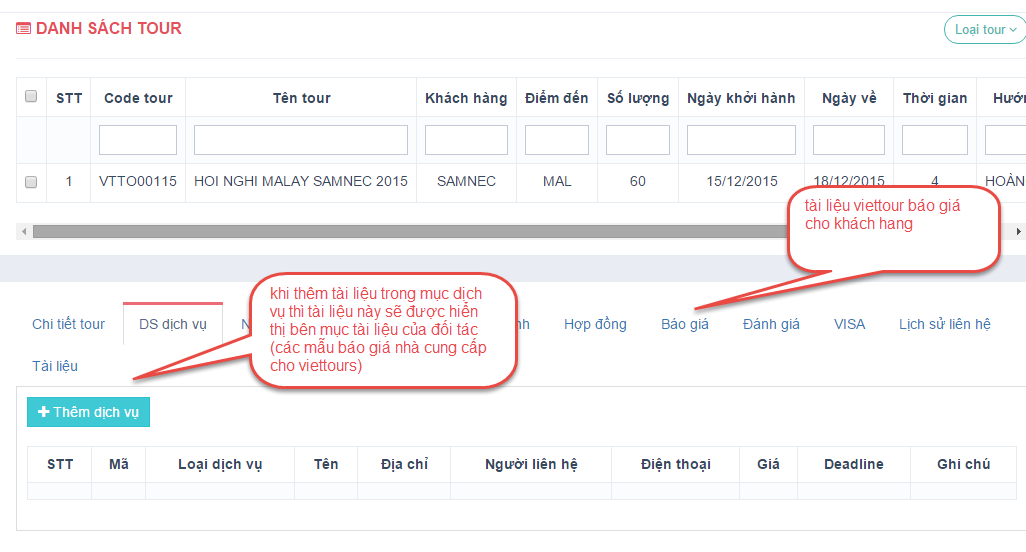 DANH SÁCH TOUR
Loại tour
STT Code tour Tên tour Khách hàng Điểm đến Số lượng Ngày khởi hành Ngày về Thời gian
1 VTTO00115 HOI NGHI MALAY SAMNEC 2015 SAMNEC MAL 60 15/12/2015 18/12/2015 4 HOÀN
tài liệu viettour báo giá
cho khách hang
khi thêm tài liệu trong mục dịch
vụ thì tài liệu này sẽ được hiển
thị bên mục tài liệu của đối tác
(các mẫu báo giá nhà cung cấp
cho viettours)
Chi tiết tour DS dịch vụ Hợp đồng Báo giá Đánh giá VISA Lịch sử liên hệ
Tài liệu
Thêm dịch vụ
STT Mã Loại dịch vụ Tên Địa chỉ Người liên hệ Điện thoại Giá Deadline Ghi chú